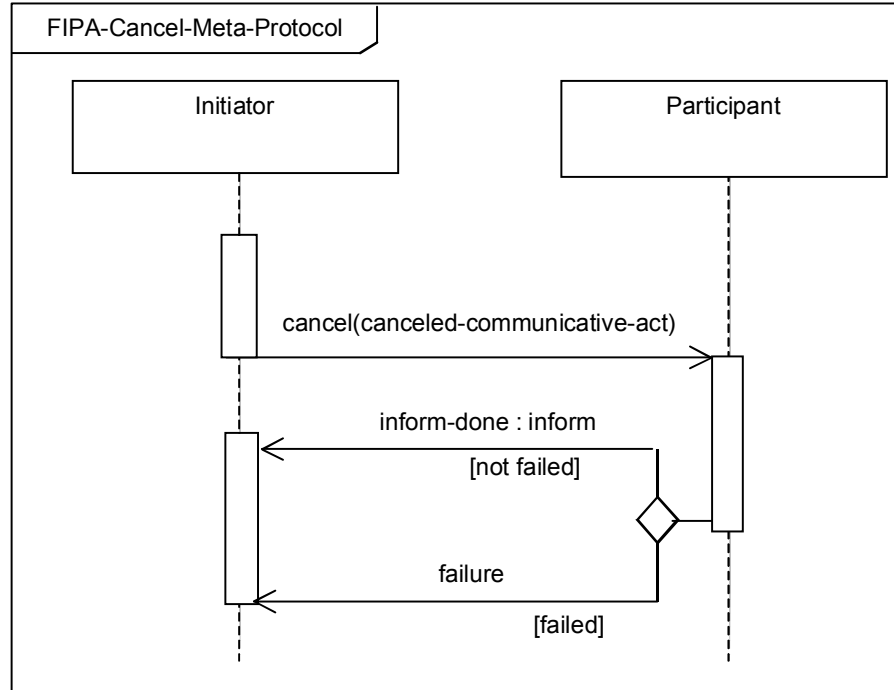 FIPA-Cancel-Meta-Protocol
Initiator
Participant
cancel(canceled-communicative-act)
inform-done : inform
[not failed]
failure
[failed]